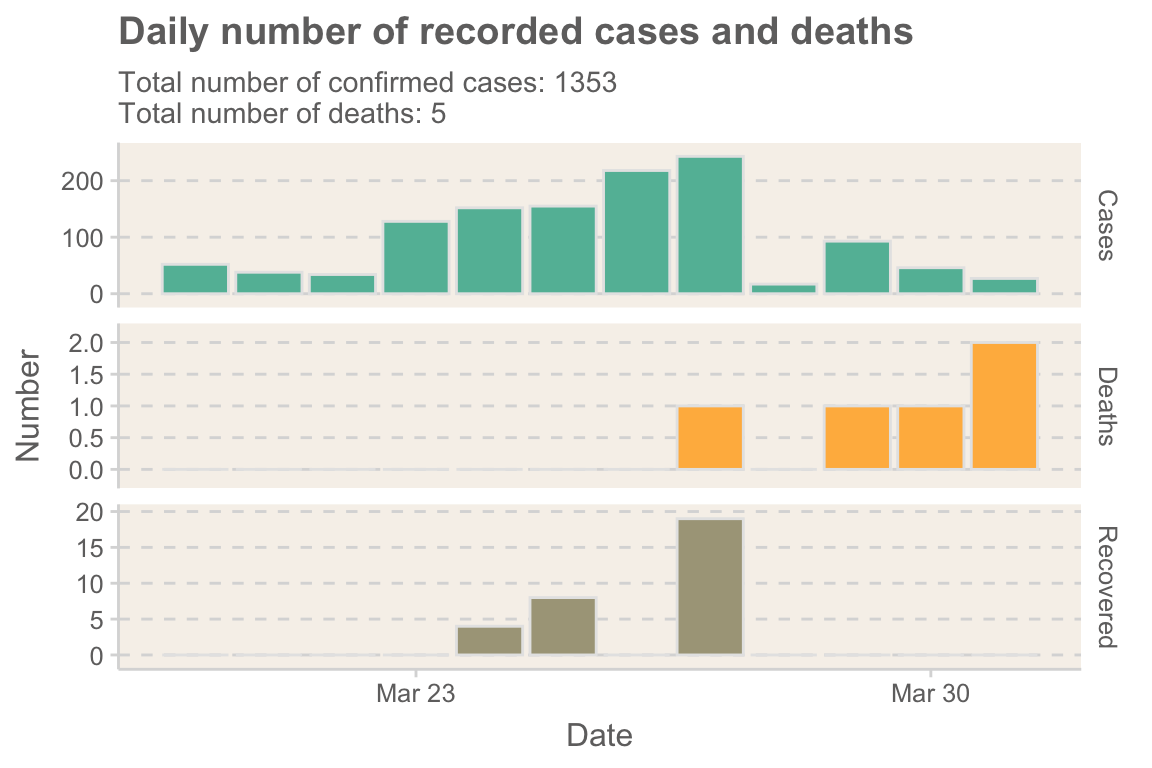 Daily number of recorded cases and deaths
Total number of confirmed cases: 1353
Total number of deaths: 5
200
100
0
Cases
Number
2.0
1.5
1.0
0.5
0.0
Deaths
20
15
10
5
0
Recovered
Mar 23
Mar 30
Date